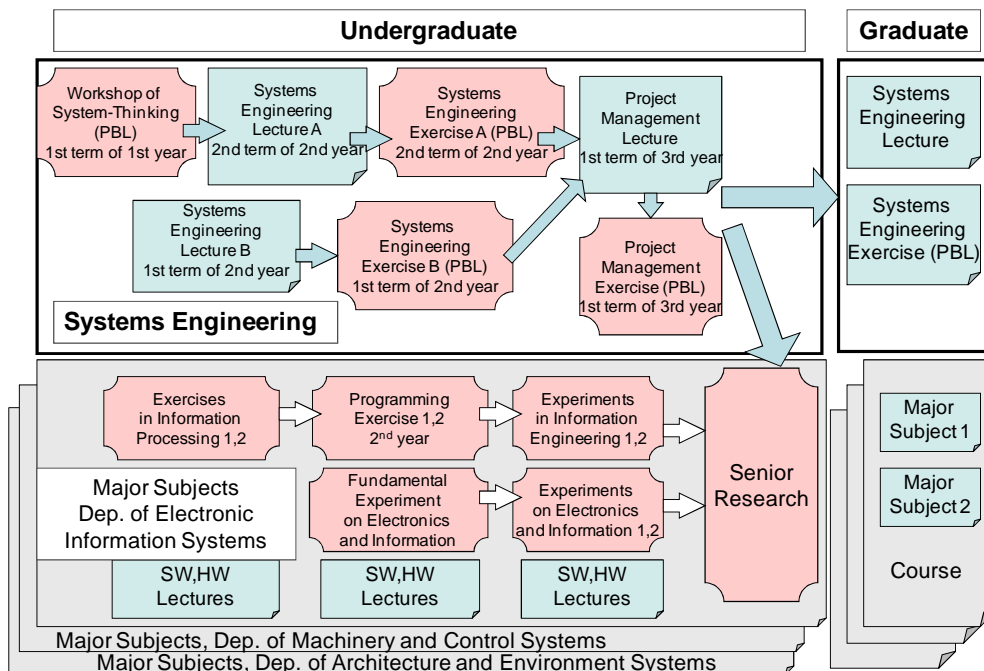 Undergraduate
Graduate
Workshop of
System-Thinking
(PBL)
1st term of 1st year
Systems
Engineering
Lecture A
2nd term of 2nd year
Systems
Engineering
Exercise A (PBL)
2nd term of 2nd year
Project
Management
Lecture
1st term of 3rd year
Systems
Engineering
Lecture
Systems
Engineering
Lecture B
1st term of 2nd year
Systems
Engineering
Exercise B (PBL)
1st term of 2nd year
Project
Management
Exercise (PBL)
1st term of 3rd year
Systems
Engineering
Exercise (PBL)
Systems Engineering
Exercises
in Information
Processing 1,2
Programming
Exercise 1,2
2nd year
Experiments
in Information
Engineering 1,2
Senior
Research
Major
Subject 1
Major Subjects
Dep. of Electronic
Information Systems
Fundamental
Experiment
on Electronics
and Information
Experiments
on Electronics
and Information 1,2
Major
Subject 2
SW,HW
Lectures
SW,HW
Lectures
SW,HW
Lectures
Course
Major Subjects, Dep. of Machinery and Control Systems
Major Subjects, Dep. of Architecture and Environment Systems